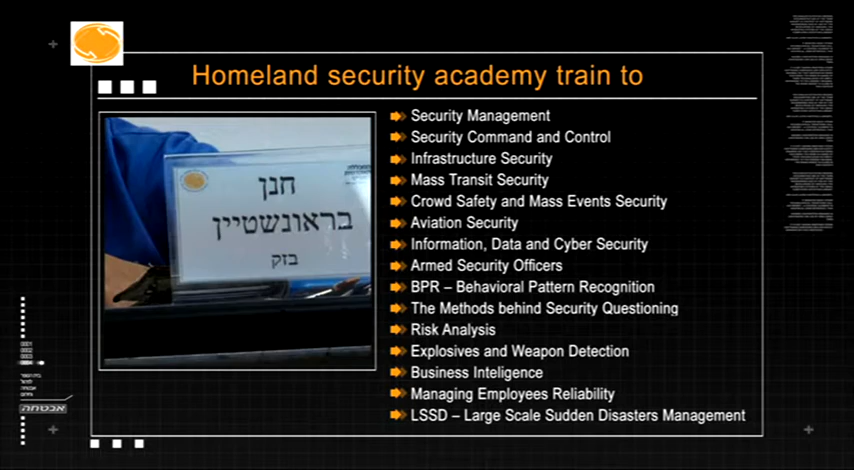 Homeland security academy train to
חנן
בראונשטיין
בזק
Security Management
Security Command and Control
Infrastructure Security
Mass Transit Security
Crowd Safety and Mass Events Security
Aviation Security
Information, Data and Cyber Security
Armed Security Officers
BPR – Behavioral Pattern Recognition
The Methods behind Security Questioning
Risk Analysis
Explosives and Weapon Detection
Business Inteligence
Managing Employees Reliability
LSSD – Large Scale Sudden Disasters Management
0001
0002
0003
אבטחה